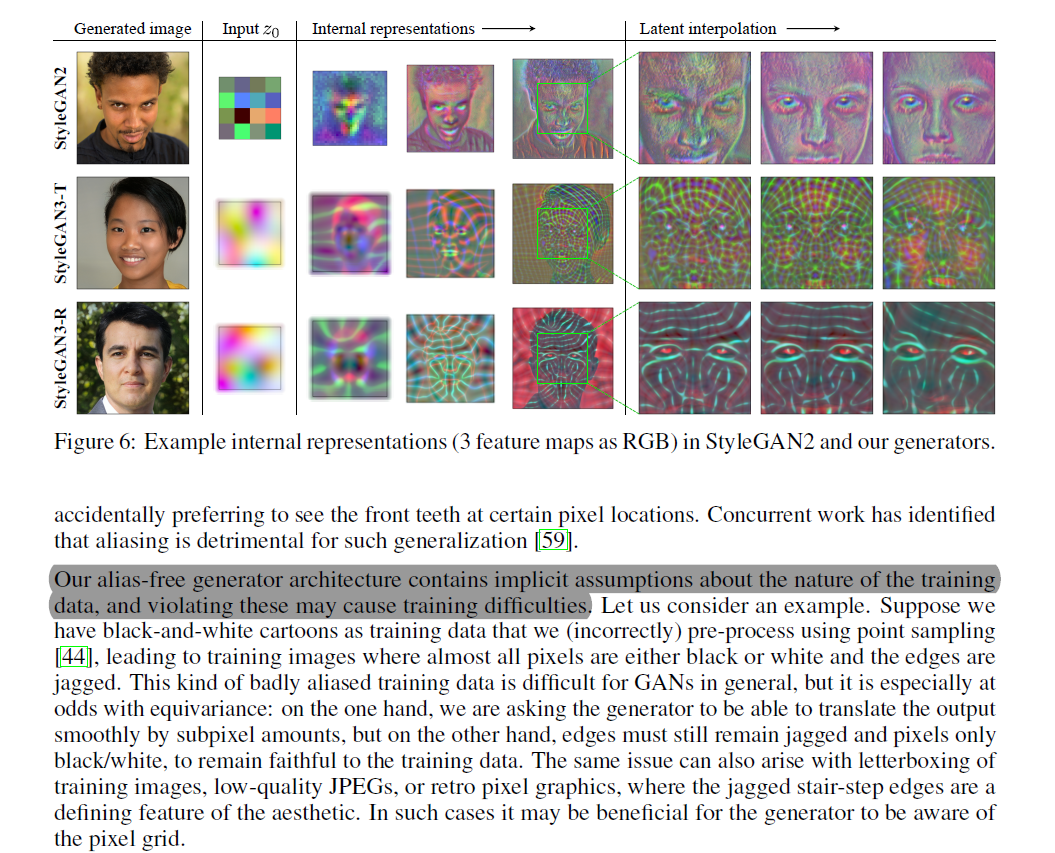 Generated image Input z0 Internal representations Latent interpolation
StyleGAN2
StyleGAN3-T
StyleGAN3-R
Figure 6: Example internal representations (3 feature maps as RGB) in StyleGAN2 and our generators.
accidentally preferring to see the front teeth at certain pixel locations. Concurrent work has identified
that aliasing is detrimental for such generalization [59].
Our alias-free generator architecture contains implicit assumptions about the nature of the training
data, and violating these may cause training difficulties. Let us consider an example. Suppose we
have black-and-white cartoons as training data that we (incorrectly) pre-process using point sampling
[44], leading to training images where almost all pixels are either black or white and the edges are
jagged. This kind of badly aliased training data is difficult for GANs in general, but it is especially at
odds with equivariance: on the one hand, we are asking the generator to be able to translate the output
smoothly by subpixel amounts, but on the other hand, edges must still remain jagged and pixels only
black/white, to remain faithful to the training data. The same issue can also arise with letterboxing of
training images, low-quality JPEGs, or retro pixel graphics, where the jagged stair-step edges are a
defining feature of the aesthetic. In such cases it may be beneficial for the generator to be aware of
the pixel grid.